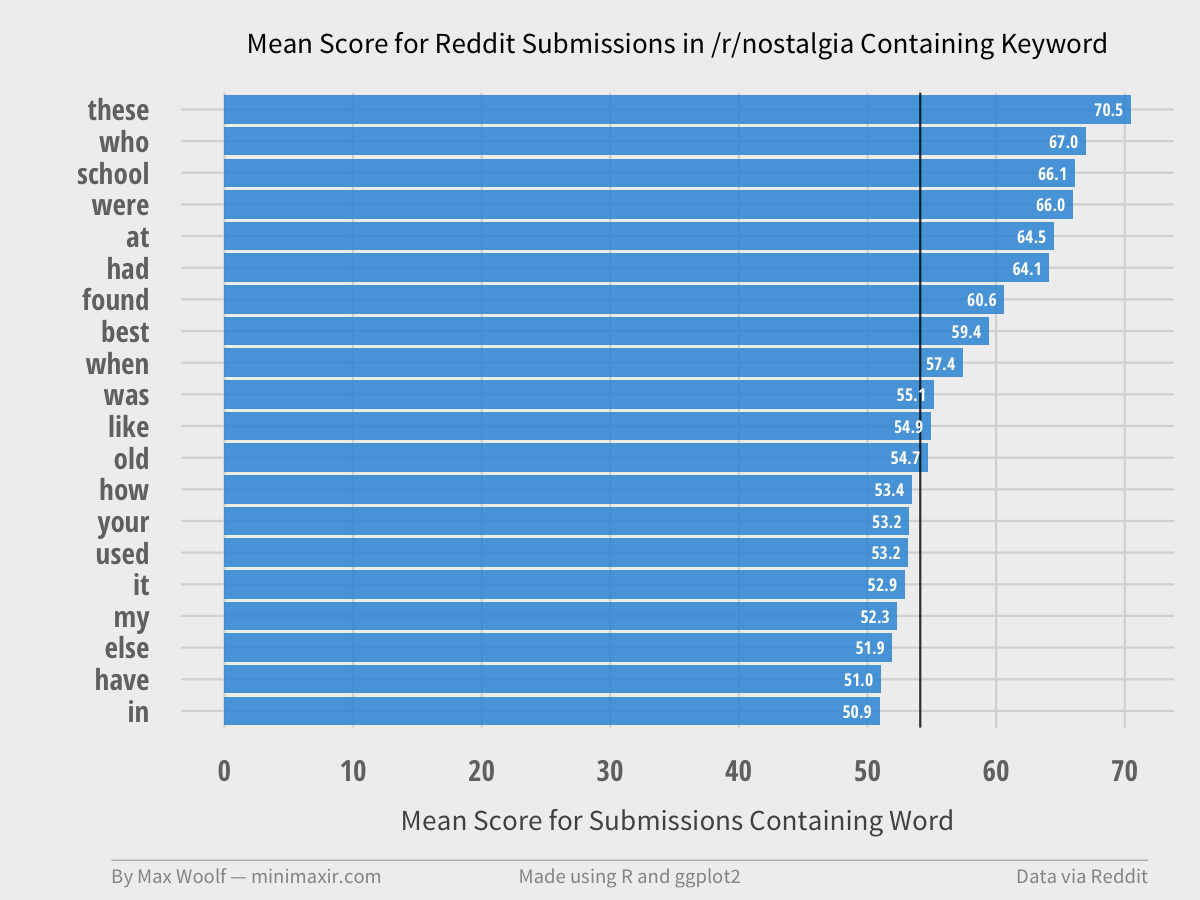 Mean Score for Reddit Submissions in /r/nostalgia Containing Keyword
these 70.5
who 67.0
school 66.1
were 66.0
at 64.5
had 64.1
found 60.6
best 59.4
when 57.4
was 55.1
like 54.9
old 54.7
how 53.4
your 53.2
used 53.2
it 52.9
my 52.3
else 51.9
have 51.0
in 50.9
0 10 20 30 40 50 60 70
Mean Score for Submissions Containing Word
By Max Woolf — minimaxir.com Made using R and ggplot2 Data via Reddit